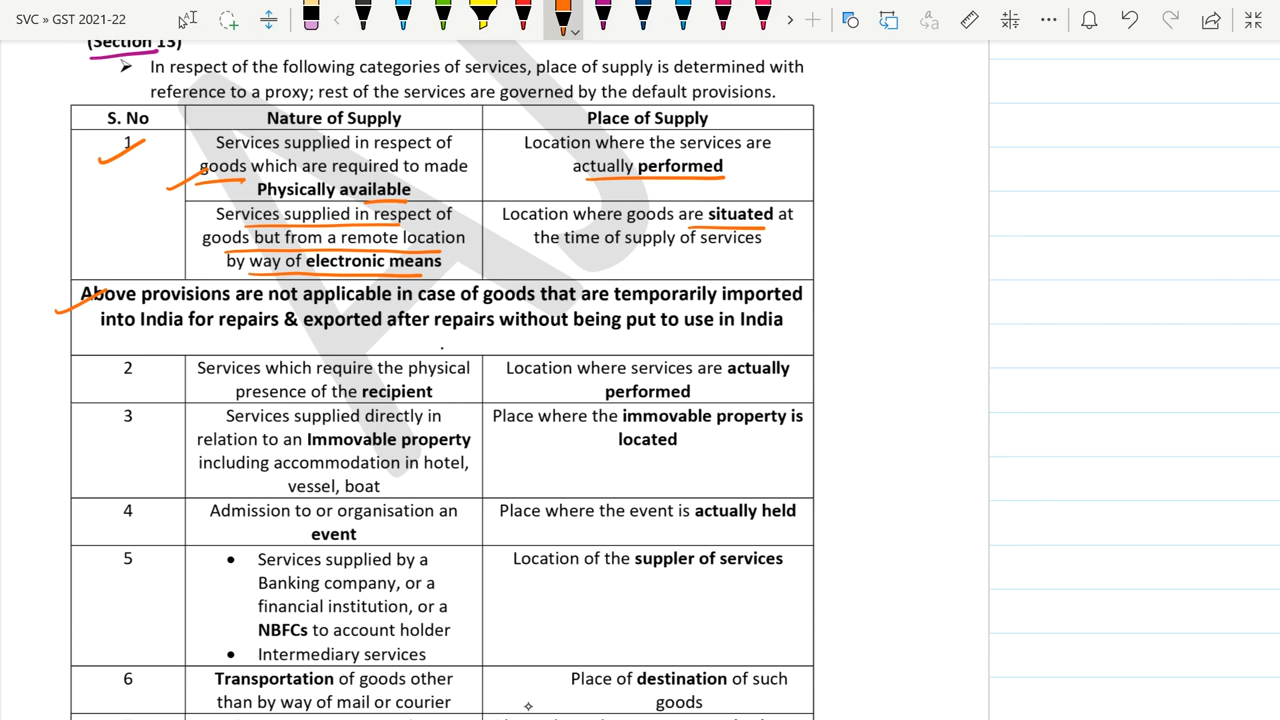 SVC » GST 2021-22
(Section 13)
➤ In respect of the following categories of services, place of supply is determined with
reference to a proxy; rest of the services are governed by the default provisions.
S. No Nature of Supply Place of Supply
1 Services supplied in respect of
goods which are required to made
Physically available
Location where the services are
actually performed
Services supplied in respect of
goods but from a remote location
by way of electronic means
Location where goods are situated at
the time of supply of services
Above provisions are not applicable in case of goods that are temporarily imported
into India for repairs & exported after repairs without being put to use in India
.
2 Services which require the physical
presence of the recipient
Location where services are actually
performed
3 Services supplied directly in
relation to an Immovable property
including accommodation in hotel,
vessel, boat
Place where the immovable property is
located
4 Admission to or organisation an
event
Place where the event is actually held
5 • Services supplied by a
Banking company, or a
financial institution, or a
NBFCs to account holder
• Intermediary services
Location of the suppler of services
6 Transportation of goods other
than by way of mail or courier
Place of destination of such
goods